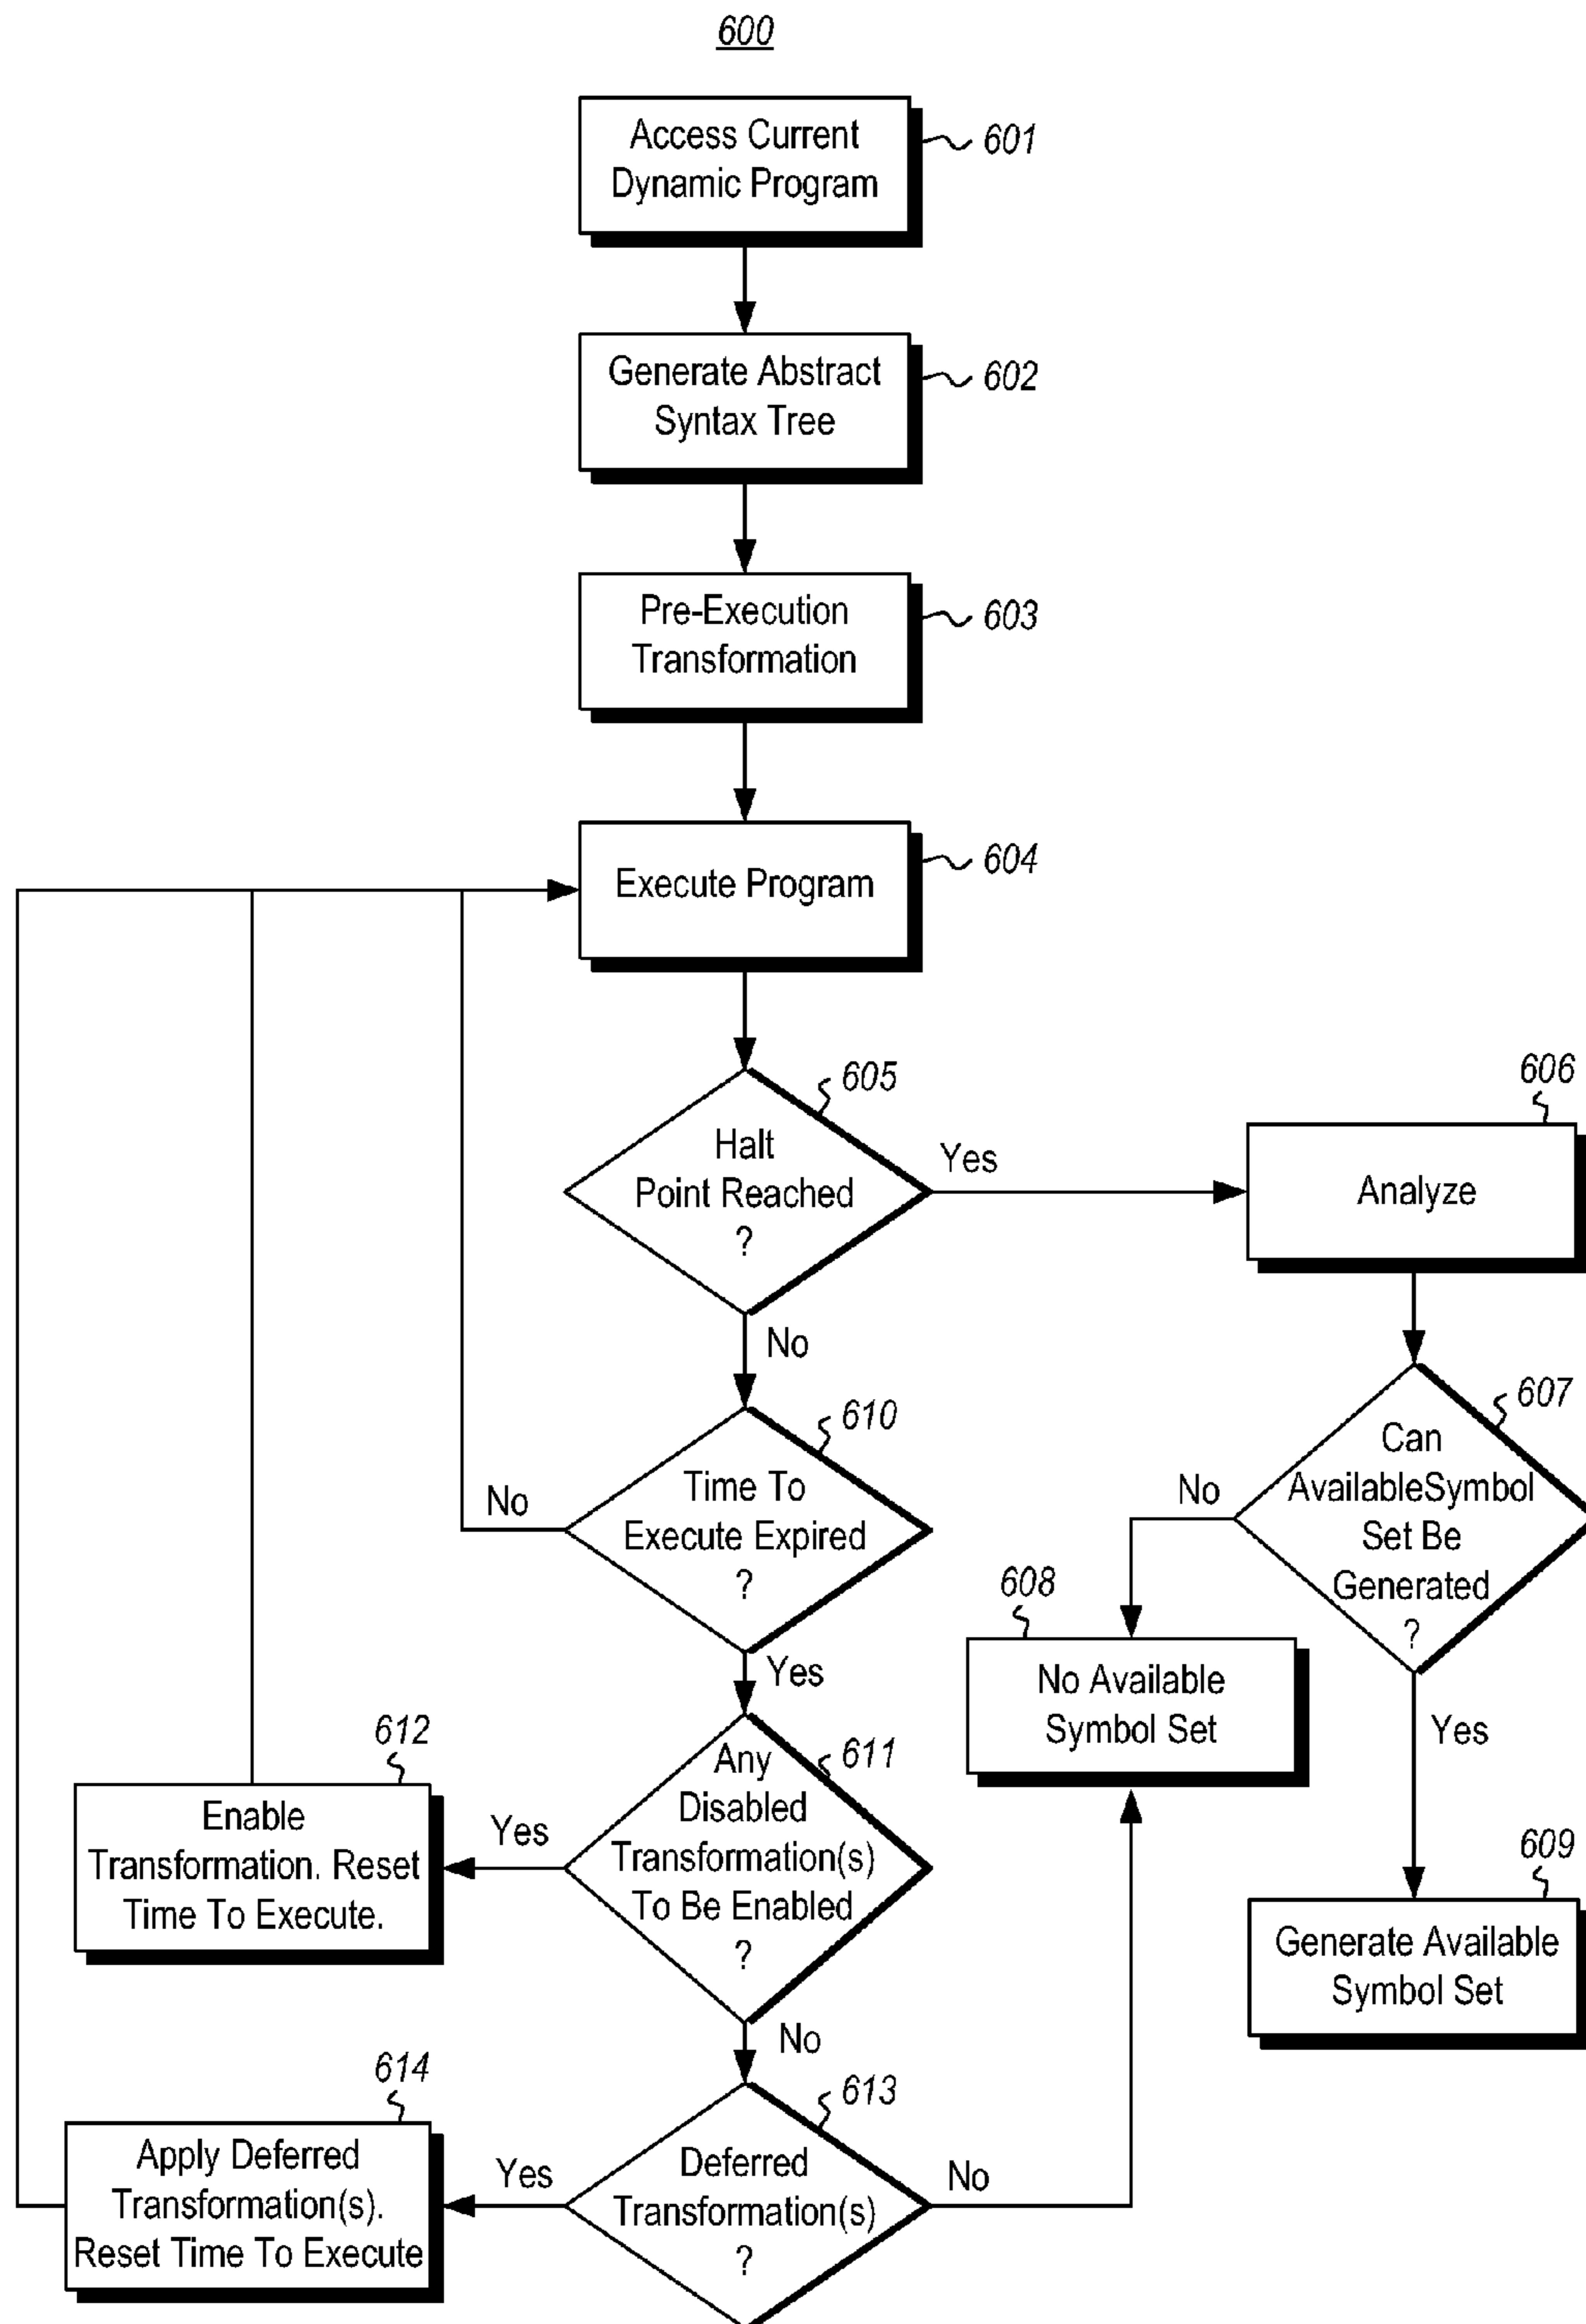 600
Access Current
Dynamic Program
601
Generate Abstract
Syntax Tree
602
Pre-Execution
Transformation
603
Execute Program
604
605
Halt
Point Reached
?
Yes
No
606
Analyze
610
Time To
Execute Expired
?
No
Yes
607
Can
AvailableSymbol
Set Be
Generated
?
No
Yes
608
No Available
Symbol Set
609
Generate Available
Symbol Set
611
Any
Disabled
Transformation(s)
To Be Enabled
?
Yes
No
612
Enable
Transformation. Reset
Time To Execute.
613
Deferred
Transformation(s)
?
Yes
No
614
Apply Deferred
Transformation(s).
Reset Time To Execute